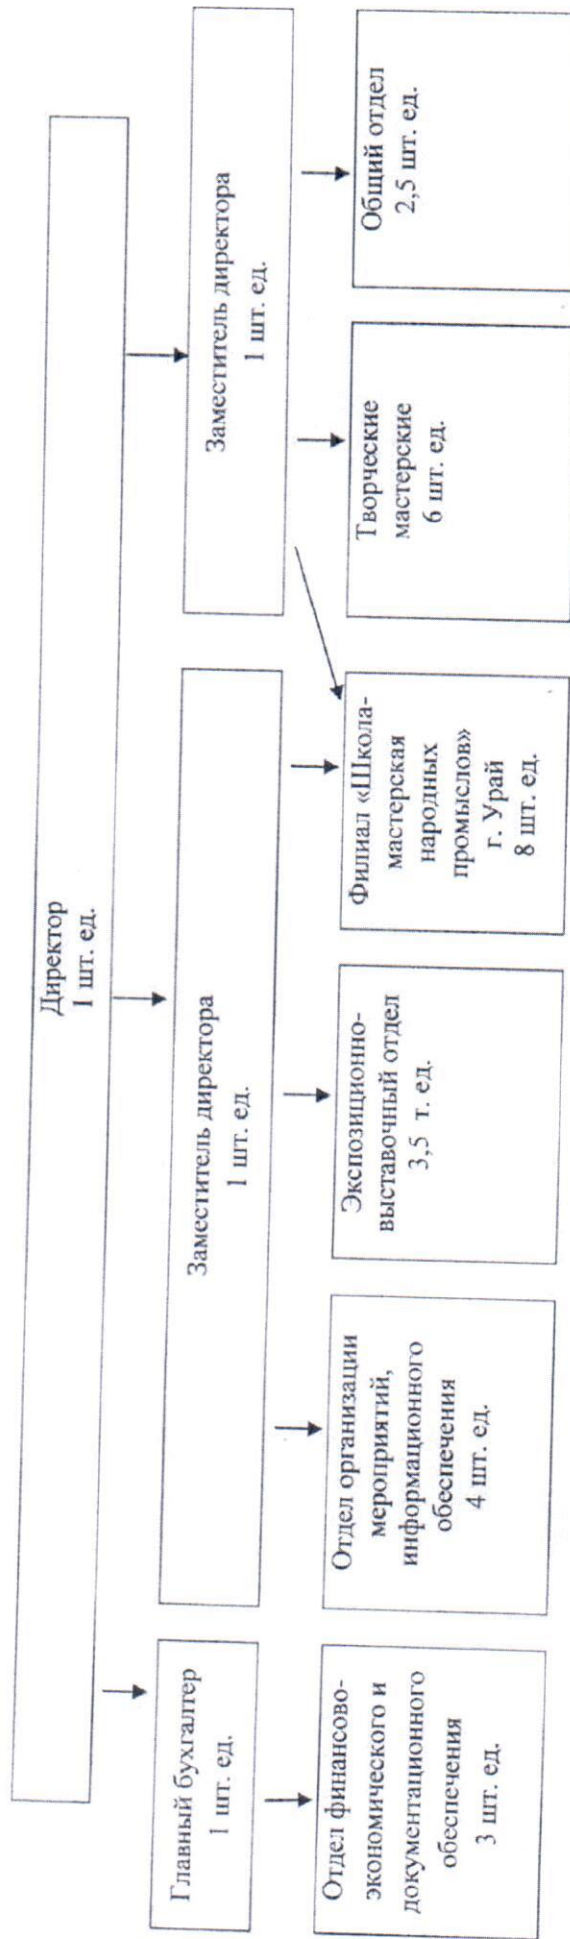 Директор
1 шт. ед.
Главный бухгалтер
1 шт. ед.
Заместитель директора
1 шт. ед.
Заместитель директора
1 шт. ед.
Отдел финансово-
экономического и
документационного
обеспечения
3 шт. ед.
Отдел организации
мероприятий,
информационного
обеспечения
4 шт. ед.
Экспозиционно-
выставочный отдел
3,5 т. ед.
Филиал «Школа-
мастерская
народных
промыслов»
г. Урай
8 шт. ед.
Творческие
мастерские
6 шт. ед.
Общий отдел
2,5 шт. ед.